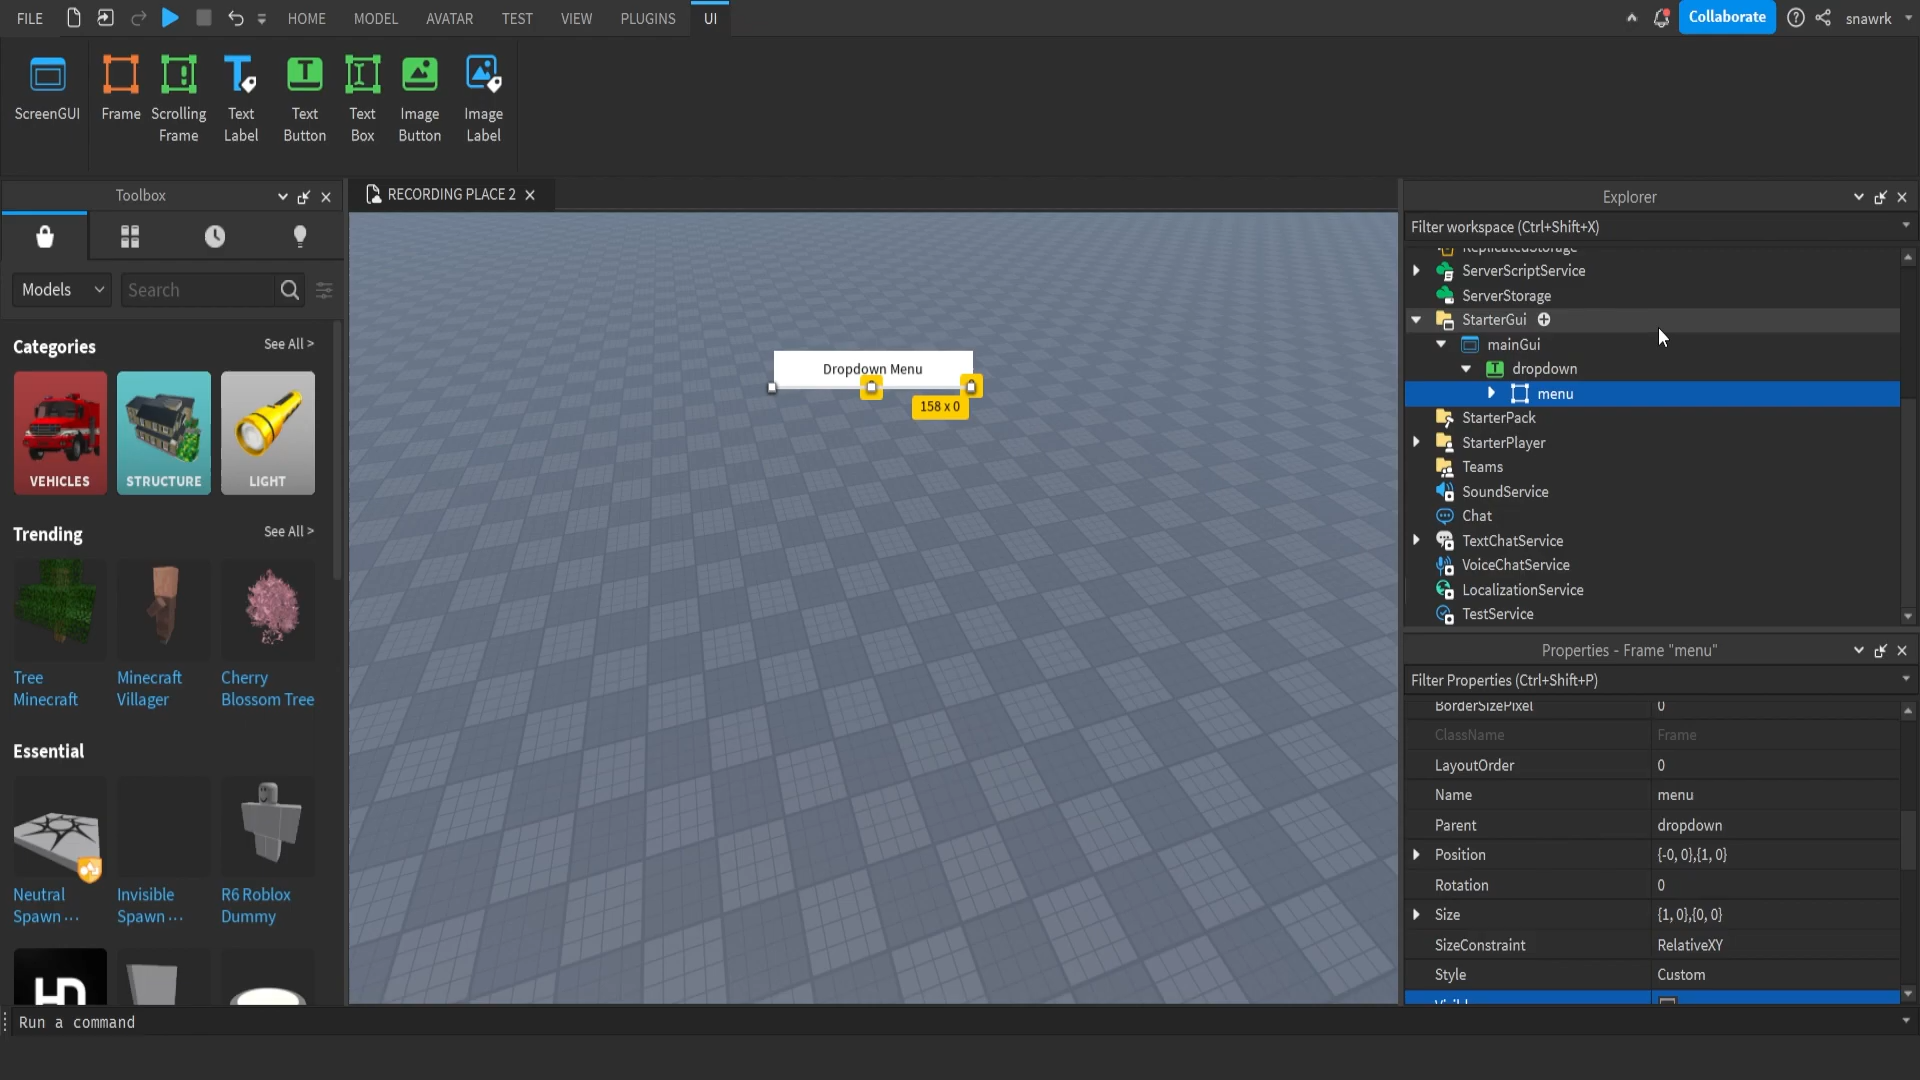 FILE
HOME
MODEL
AVATAR
TEST
VIEW
PLUGINS
UI
Collaborate
snawrk
ScreenGUI
Frame
Scrolling
Frame
Text
Label
Text
Button
Text
Box
Image
Button
Image
Label
Toolbox
Models
Search
Categories
See All >
VEHICLES
STRUCTURE
LIGHT
Trending
See All >
Tree
Minecraft
Minecraft
Villager
Cherry
Blossom Tree
Essential
Neutral
Spawn ...
Invisible
Spawn ...
R6 Roblox
Dummy
HD
RECORDING PLACE 2
Dropdown Menu
158 x 0
Explorer
Filter workspace (Ctrl+Shift+X)
ReplicatedStorage
ServerScriptService
ServerStorage
StarterGui
mainGui
dropdown
menu
StarterPack
StarterPlayer
Teams
SoundService
Chat
TextChatService
VoiceChatService
LocalizationService
TestService
Properties - Frame "menu"
Filter Properties (Ctrl+Shift+P)
BorderSizePixel 0
ClassName Frame
LayoutOrder 0
Name menu
Parent dropdown
Position {-0, 0},{1, 0}
Rotation 0
Size {1, 0},{0, 0}
SizeConstraint RelativeXY
Style Custom
Run a command